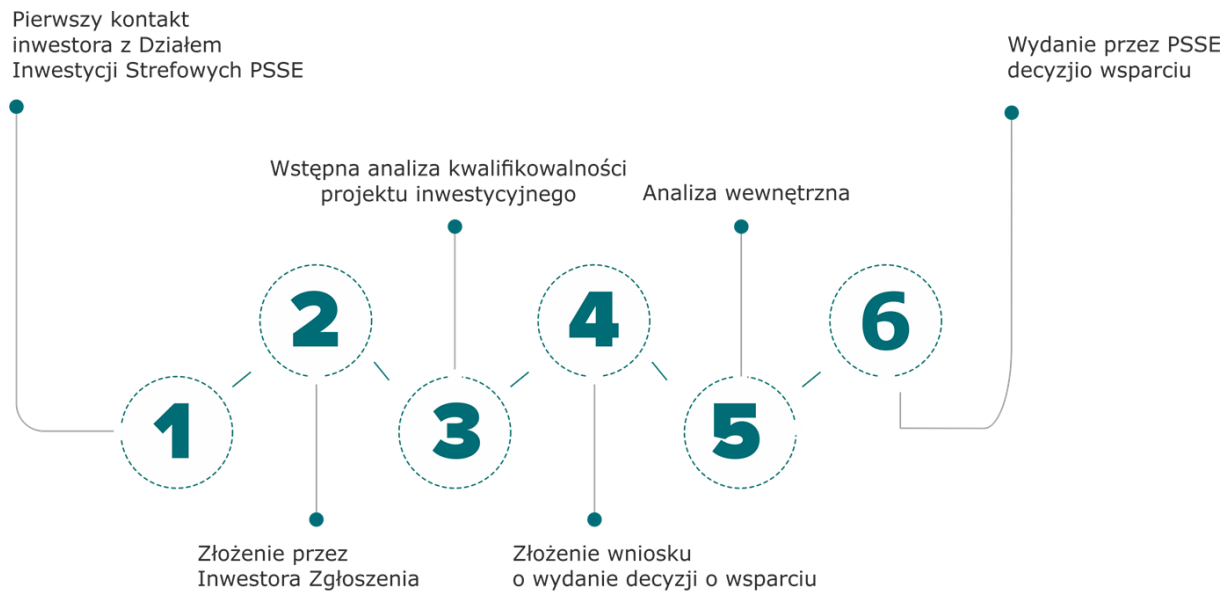 Pierwszy kontakt
inwestora z Działem
Inwestycji Strefowych PSSE
Wydanie przez PSSE
decyzjio wsparciu
Wstępna analiza kwalifikowalności
projektu inwestycyjnego
Analiza wewnętrzna
2
4
6
1
3
5
Złożenie przez
Inwestora Zgłoszenia
Złożenie wniosku
o wydanie decyzji o wsparciu